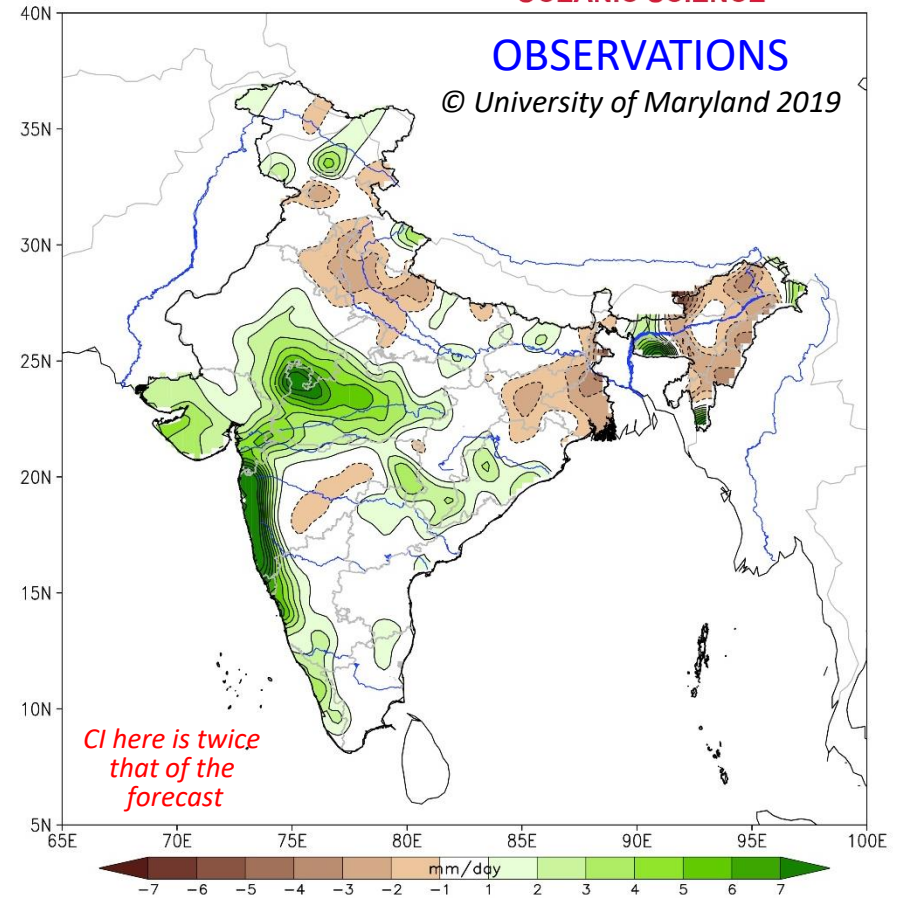 OCEANIC SCIENCE
OBSERVATIONS
© University of Maryland 2019
40N
35N
30N
25N
20N
15N
10N
5N
CI here is twice
that of the
forecast
65E 70E 75E 80E 85E 90E 95E 100E
mm/day
-7 -6 -5 -4 -3 -2 -1 1 2 3 4 5 6 7